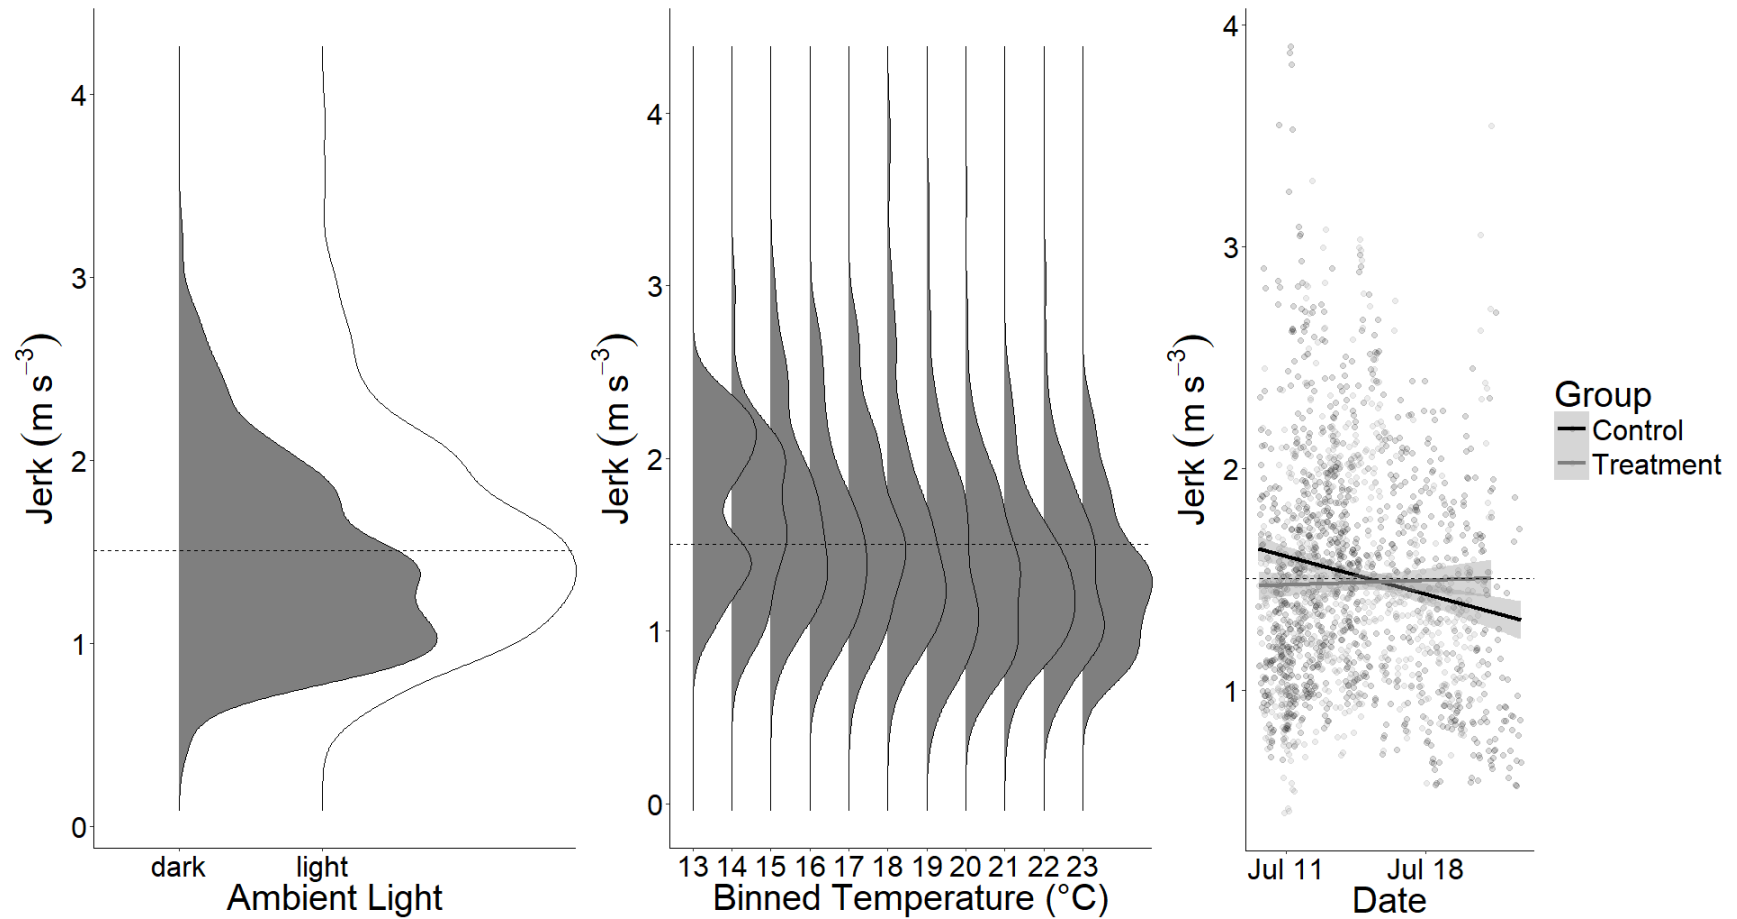 Jerk (m s⁻³)
4
3
2
1
0
dark light
Ambient Light
Jerk (m s⁻³)
4
3
2
1
0
13 14 15 16 17 18 19 20 21 22 23
Binned Temperature (°C)
Jerk (m s⁻³)
4
3
2
1
Jul 11 Jul 18
Date
Group
Control
Treatment